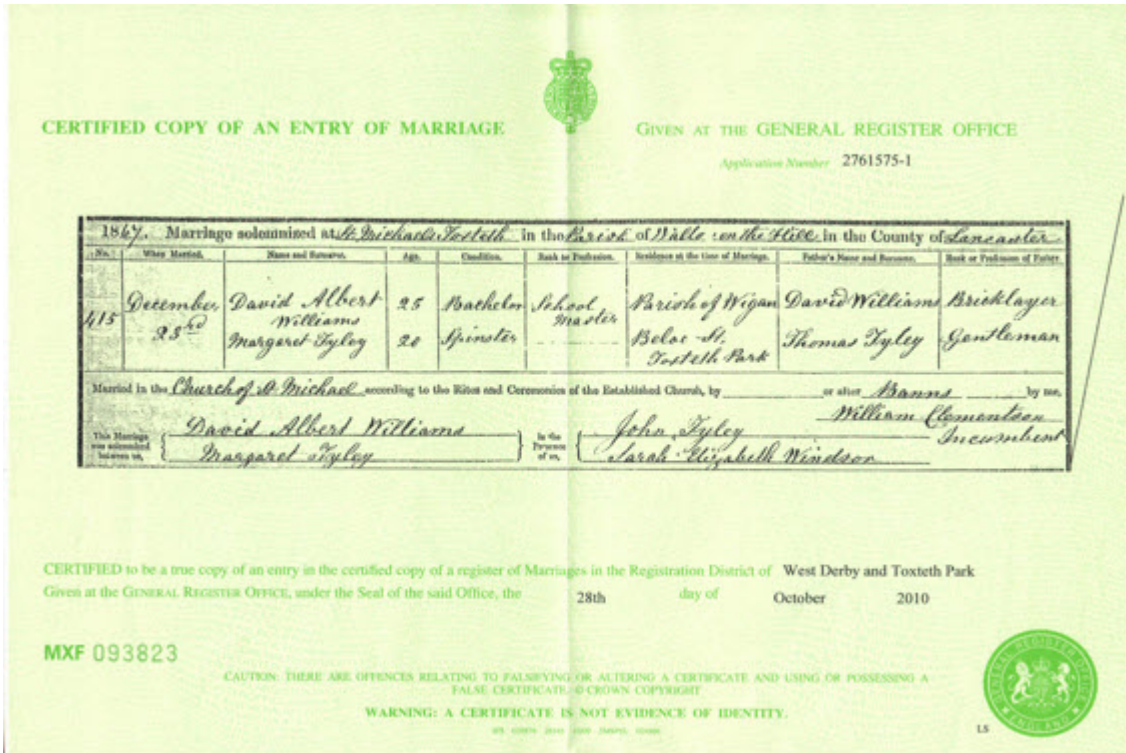 CERTIFIED COPY OF AN ENTRY OF MARRIAGE
GIVEN AT THE GENERAL REGISTER OFFICE
Application Number 2761575-1
1867. Marriage solemnized at St Michaels Toxteth in the Parish of Walto on the Hill in the County of Lancaster
No. When Married. Name and Surname. Age. Condition. Rank or Profession. Residence at the time of Marriage. Father's Name and Surname. Rank or Profession of Father.
415 December 23rd David Albert Williams 25 Bachelor School Master Parish of Wigan David Williams Bricklayer
Margaret Tyley 20 Spinster Beloe St. Toxteth Park Thomas Tyley Gentleman
Married in the Church of St Michael according to the Rites and Ceremonies of the Established Church, by or after Banns by me,
William Clementson
Incumbent
This Marriage was solemnized between us, David Albert Williams
Margaret Tyley
In the Presence of us, John Tyley
Sarah Elizabeth Windsor
CERTIFIED to be a true copy of an entry in the certified copy of a register of Marriages in the Registration District of West Derby and Toxteth Park
Given at the GENERAL REGISTER OFFICE, under the Seal of the said Office, the 28th day of October 2010
MXF 093823
CAUTION: THERE ARE OFFENCES RELATING TO FALSIFYING OR ALTERING A CERTIFICATE AND USING OR POSSESSING A
FALSE CERTIFICATE © CROWN COPYRIGHT
WARNING: A CERTIFICATE IS NOT EVIDENCE OF IDENTITY.
GENERAL REGISTER OFFICE
ENGLAND
LS